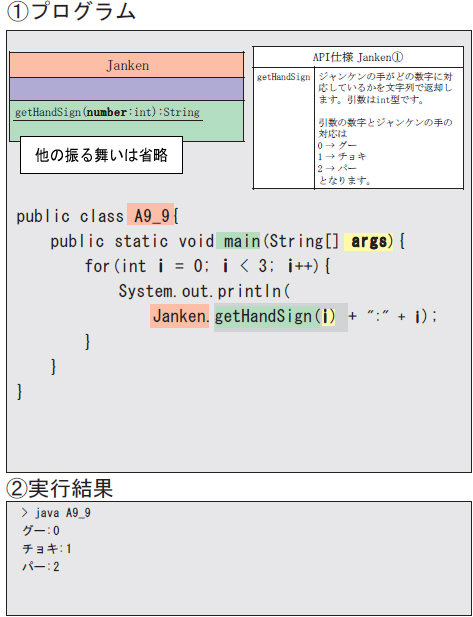 ①プログラム
Janken
getHandSign(number:int):String
他の振る舞いは省略
API仕様 Janken①
getHandSign
ジャンケンの手がどの数字に対
応しているかを文字列で返却し
ます。引数はint型です。
引数の数字とジャンケンの手の
対応は
0 → グー
1 → チョキ
2 → パー
となります。
public class A9_9{
public static void main(String[] args){
for(int i = 0; i < 3; i++){
System.out.println(
Janken.getHandSign(i) + ":" + i);
}
}
}
②実行結果
> java A9_9
グー:0
チョキ:1
パー:2